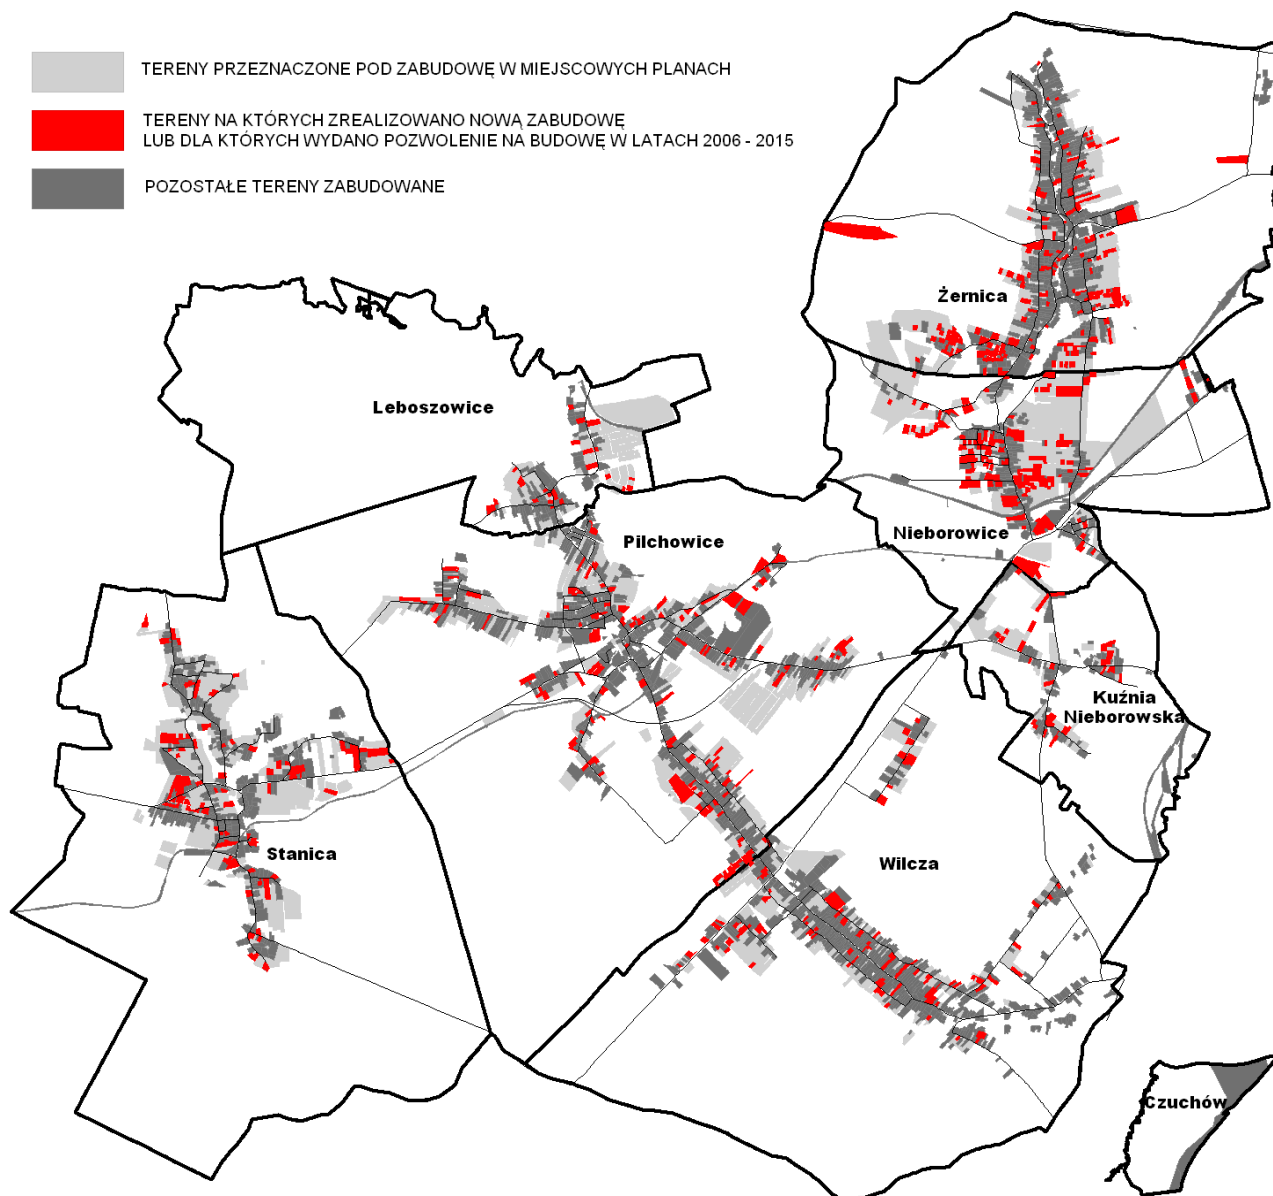 TERENY PRZEZNACZONE POD ZABUDOWĘ W MIEJSCOWYCH PLANACH
TERENY NA KTÓRYCH ZREALIZOWANO NOWĄ ZABUDOWĘ
LUB DLA KTÓRYCH WYDANO POZWOLENIE NA BUDOWĘ W LATACH 2006 - 2015
POZOSTAŁE TERENY ZABUDOWANE
Żernica
Leboszowice
Pilchowice
Nieborowice
Kuźnia
Nieborowska
Stanica
Wilcza
Czuchów